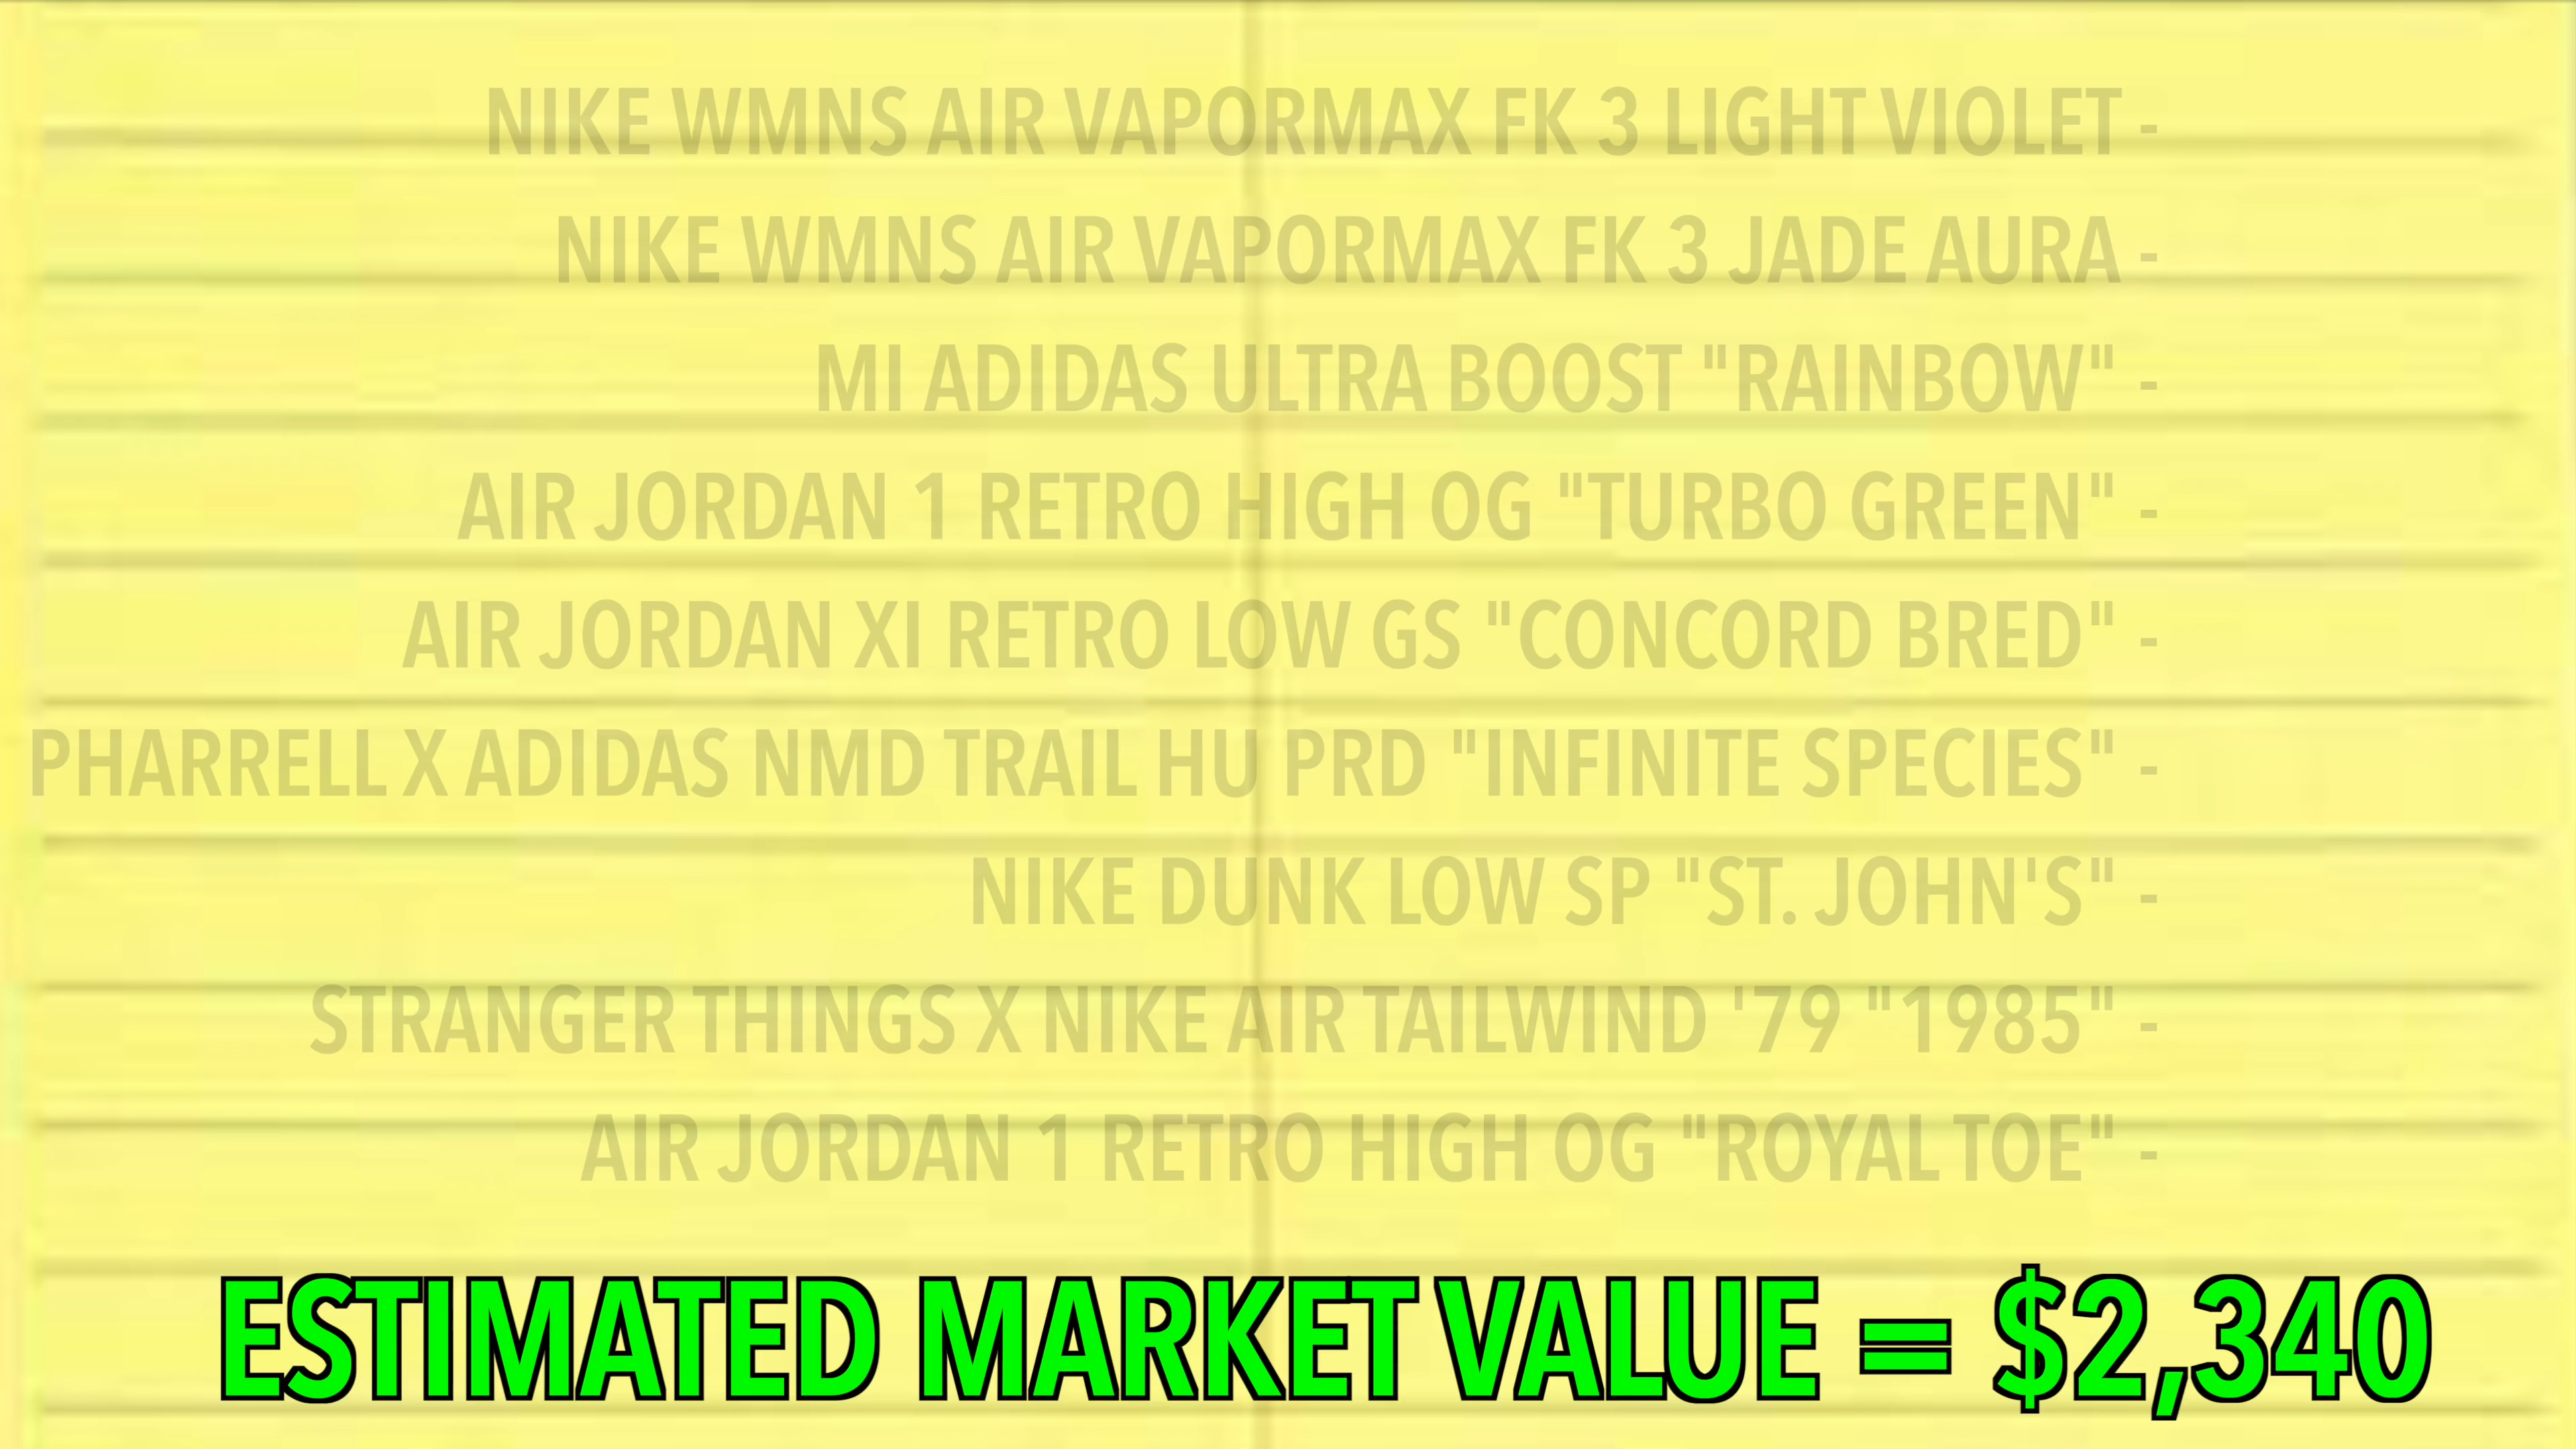 NIKE WMNS AIR VAPORMAX FK 3 LIGHT VIOLET -
NIKE WMNS AIR VAPORMAX FK 3 JADE AURA -
MI ADIDAS ULTRA BOOST "RAINBOW" -
AIR JORDAN 1 RETRO HIGH OG "TURBO GREEN" -
AIR JORDAN XI RETRO LOW GS "CONCORD BRED" -
PHARRELL X ADIDAS NMD TRAIL HU PRD "INFINITE SPECIES" -
NIKE DUNK LOW SP "ST. JOHN'S" -
STRANGER THINGS X NIKE AIR TAILWIND '79 "1985" -
AIR JORDAN 1 RETRO HIGH OG "ROYAL TOE" -
ESTIMATED MARKET VALUE = $2,340